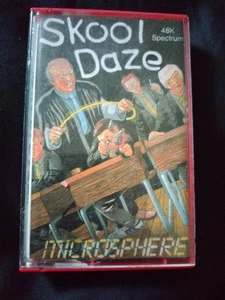 Skool
Daze
48K
Spectrum
MICROSPHERE